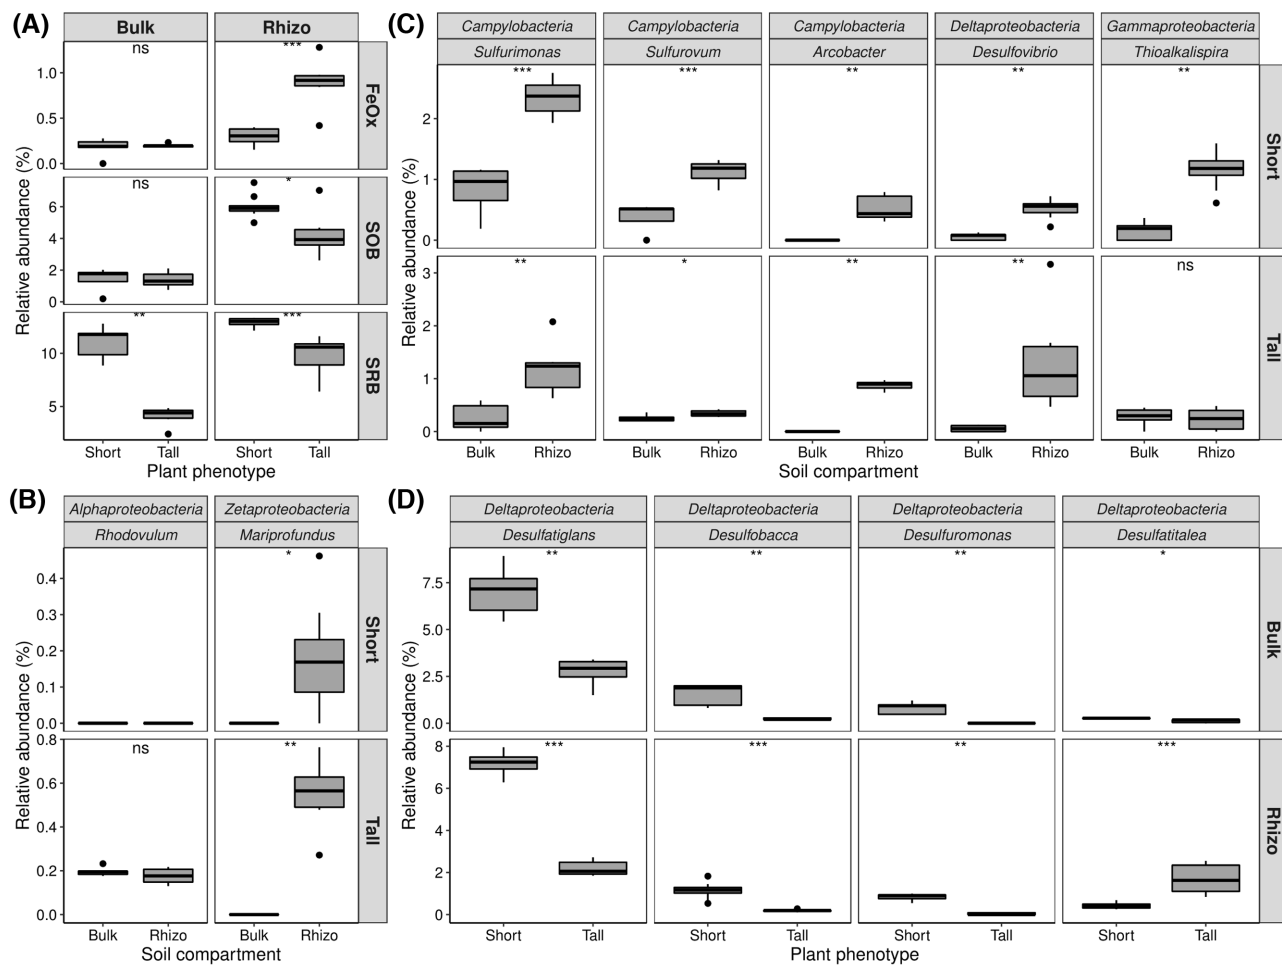 (A)
Bulk
Rhizo
ns
***
FeOx
1.0
0.5
0.0
ns
*
SOB
6
4
2
0
**
***
SRB
10
5
Relative abundance (%)
Short
Tall
Short
Tall
Plant phenotype
(C)
Campylobacteria
Campylobacteria
Campylobacteria
Deltaproteobacteria
Gammaproteobacteria
Sulfurimonas
Sulfurovum
Arcobacter
Desulfovibrio
Thioalkalispira
***
***
**
**
**
Short
2
1
0
Relative abundance (%)
**
*
**
**
ns
Tall
3
2
1
0
Relative abundance (%)
Bulk
Rhizo
Bulk
Rhizo
Bulk
Rhizo
Bulk
Rhizo
Bulk
Rhizo
Soil compartment
(B)
Alphaproteobacteria
Zetaproteobacteria
Rhodovulum
Mariprofundus
*
Short
0.4
0.3
0.2
0.1
0.0
Relative abundance (%)
ns
**
Tall
0.8
0.6
0.4
0.2
0.0
Relative abundance (%)
Bulk
Rhizo
Bulk
Rhizo
Soil compartment
(D)
Deltaproteobacteria
Deltaproteobacteria
Deltaproteobacteria
Deltaproteobacteria
Desulfatiglans
Desulfobacca
Desulfuromonas
Desulfatitalea
**
**
**
*
Bulk
7.5
5.0
2.5
0.0
Relative abundance (%)
***
***
**
***
Rhizo
8
6
4
2
0
Relative abundance (%)
Short
Tall
Short
Tall
Short
Tall
Short
Tall
Plant phenotype